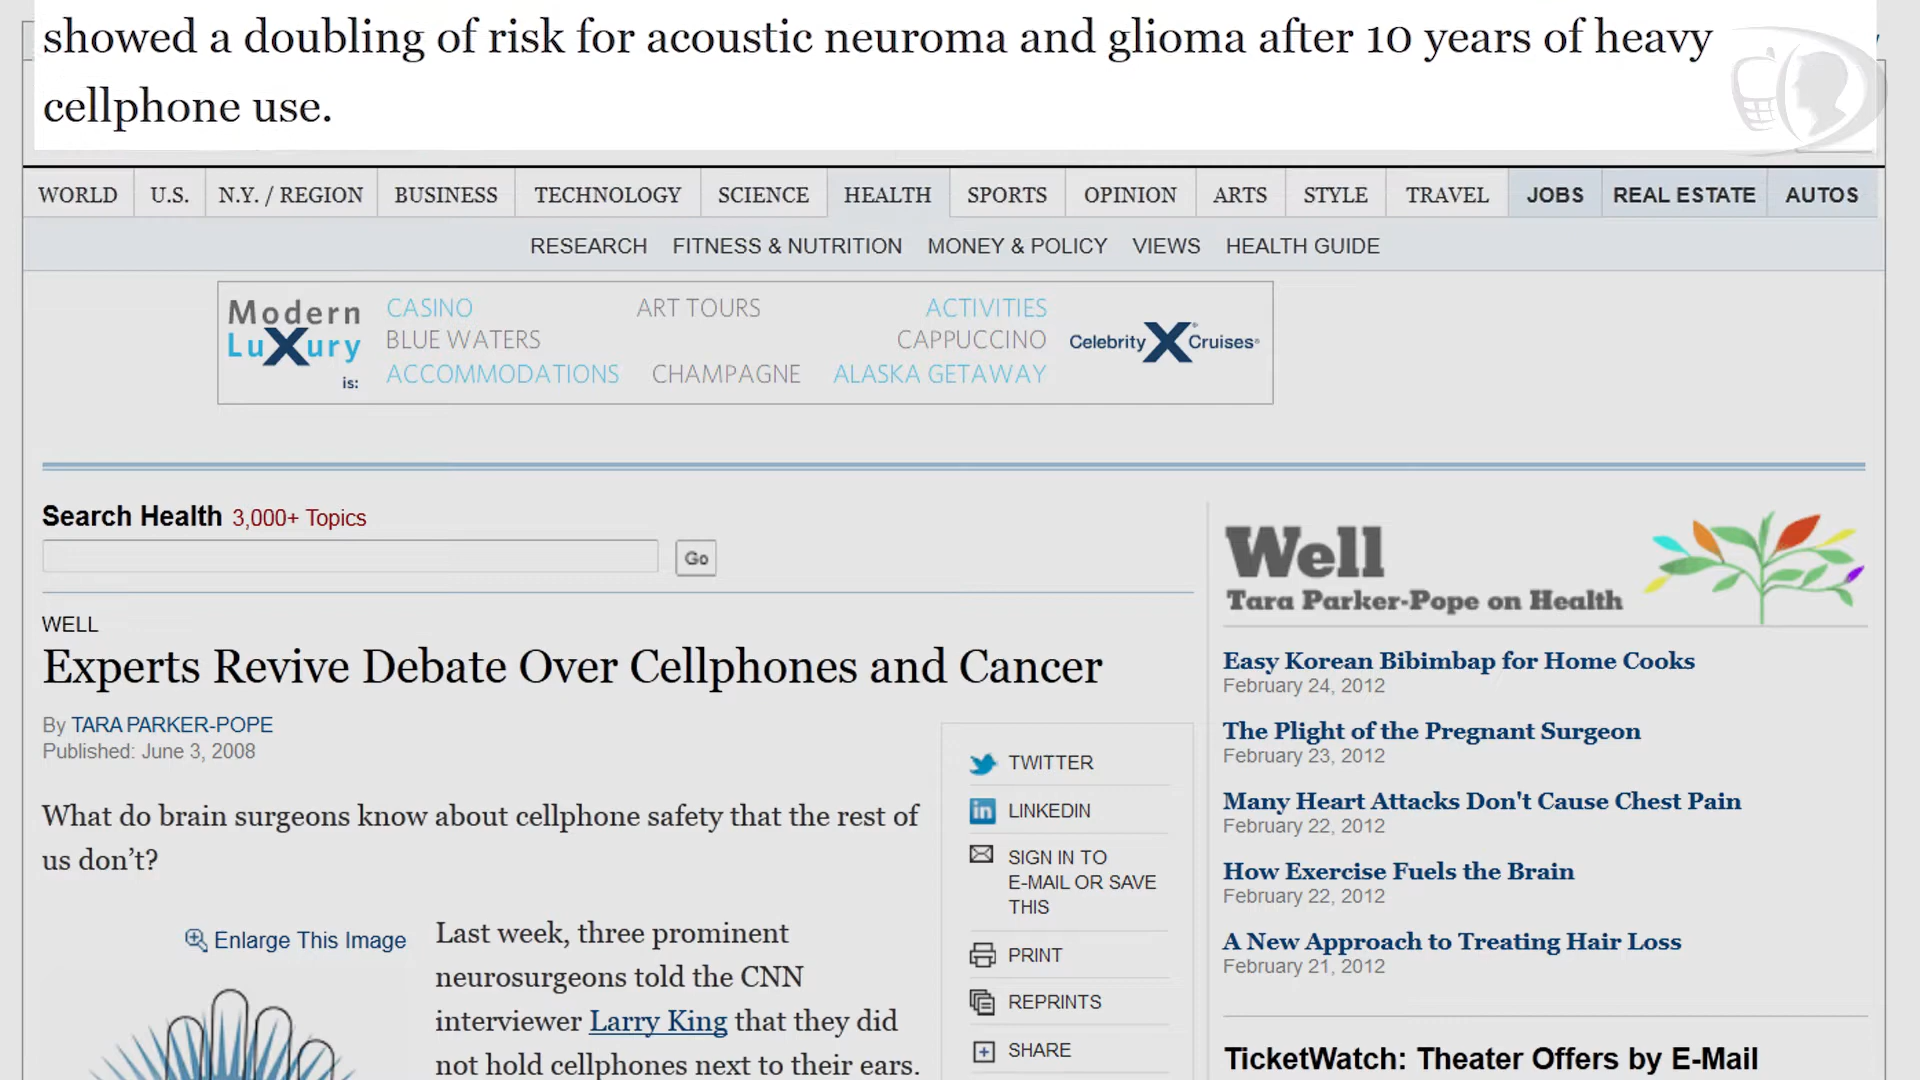 showed a doubling of risk for acoustic neuroma and glioma after 10 years of heavy
cellphone use.
WORLD U.S. N.Y. / REGION BUSINESS TECHNOLOGY SCIENCE HEALTH SPORTS OPINION ARTS STYLE TRAVEL JOBS REAL ESTATE AUTOS
RESEARCH FITNESS & NUTRITION MONEY & POLICY VIEWS HEALTH GUIDE
Modern
LuXury
is:
CASINO ART TOURS ACTIVITIES
BLUE WATERS CAPPUCCINO
ACCOMMODATIONS CHAMPAGNE ALASKA GETAWAY
Celebrity X Cruises®
Search Health 3,000+ Topics
Go
WELL
Experts Revive Debate Over Cellphones and Cancer
By TARA PARKER-POPE
Published: June 3, 2008
What do brain surgeons know about cellphone safety that the rest of
us don’t?
Enlarge This Image
Last week, three prominent
neurosurgeons told the CNN
interviewer Larry King that they did
not hold cellphones next to their ears.
TWITTER
LINKEDIN
SIGN IN TO
E-MAIL OR SAVE
THIS
PRINT
REPRINTS
SHARE
Well
Tara Parker-Pope on Health
Easy Korean Bibimbap for Home Cooks
February 24, 2012
The Plight of the Pregnant Surgeon
February 23, 2012
Many Heart Attacks Don't Cause Chest Pain
February 22, 2012
How Exercise Fuels the Brain
February 22, 2012
A New Approach to Treating Hair Loss
February 21, 2012
TicketWatch: Theater Offers by E-Mail